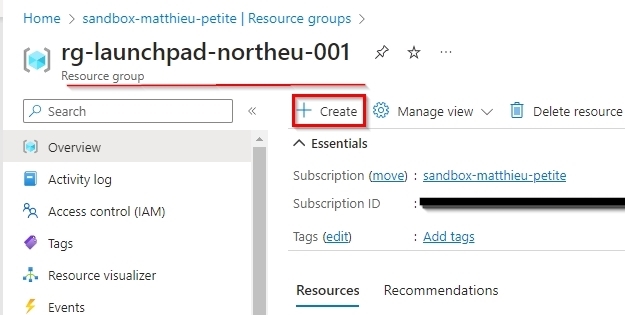 Home > sandbox-matthieu-petite | Resource groups >
rg-launchpad-northeu-001
Resource group
Search
«
+ Create
Manage view
Delete resource
Overview
Activity log
Access control (IAM)
Tags
Resource visualizer
Events
Essentials
Subscription (move) : sandbox-matthieu-petite
Subscription ID :
Tags (edit) : Add tags
Resources Recommendations